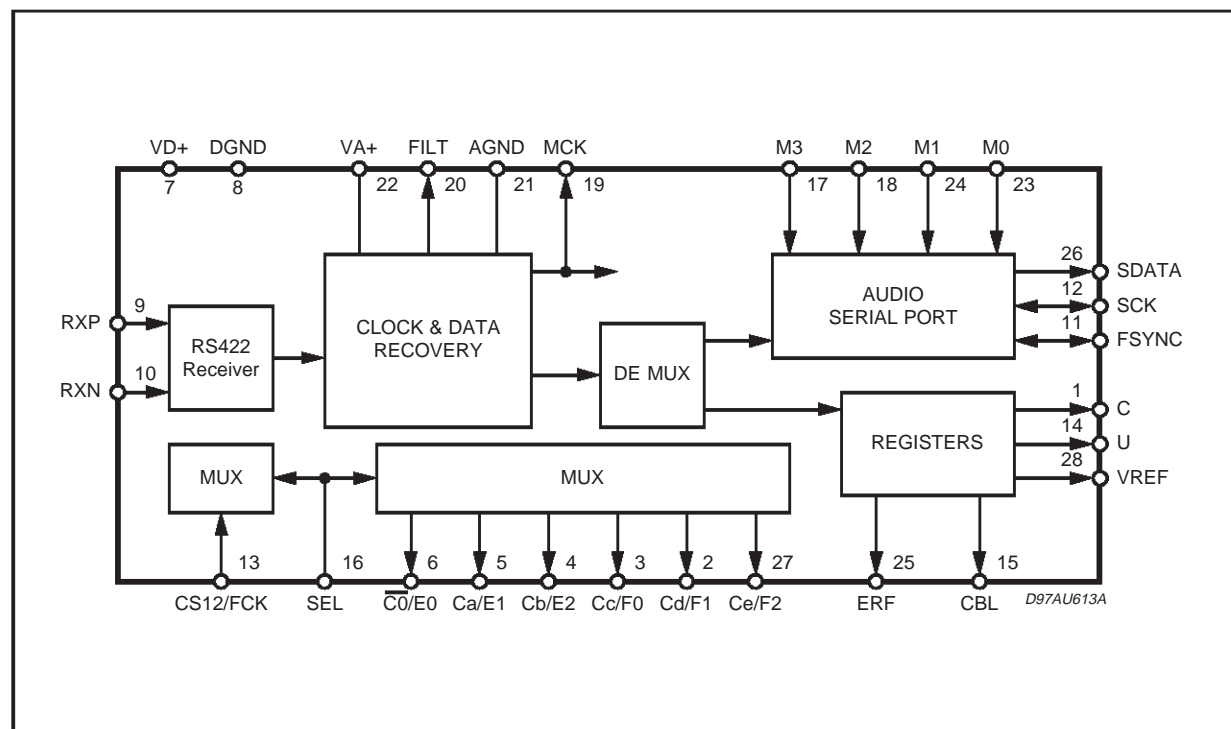 VD+ DGND VA+ FILT AGND MCK M3 M2 M1 M0
7 8 22 20 21 19 17 18 24 23
26 SDATA
12 SCK
11 FSYNC
AUDIO
SERIAL PORT
CLOCK & DATA
RECOVERY
RXP 9
RXN 10
RS422
Receiver
DE MUX
1 C
14 U
28 VREF
REGISTERS
MUX
MUX
13 16 6 5 4 3 2 27 25 15
CS12/FCK SEL C̅0̅/E0 Ca/E1 Cb/E2 Cc/F0 Cd/F1 Ce/F2 ERF CBL
D97AU613A